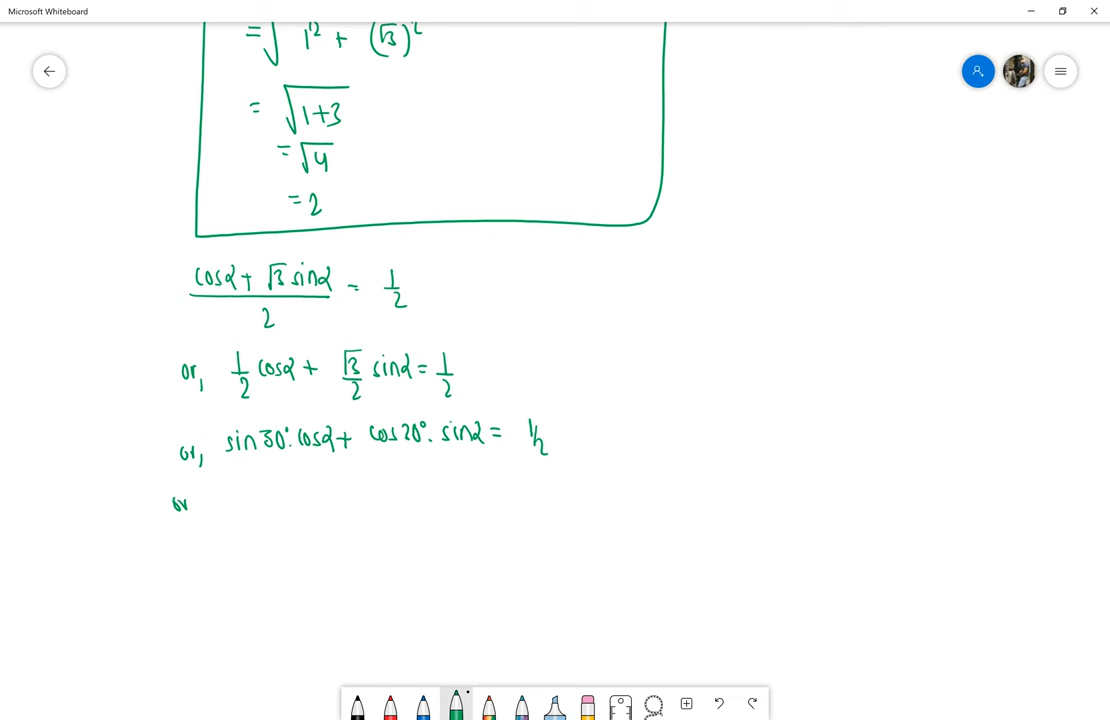 Microsoft Whiteboard
= √ 1² + (√3)²
= √1+3
= √4
= 2
cosα + √3 sinα / 2 = 1/2
or, 1/2 cosα + √3/2 sinα = 1/2
or, sin30°. cosα + cos30°. sinα = 1/2
or